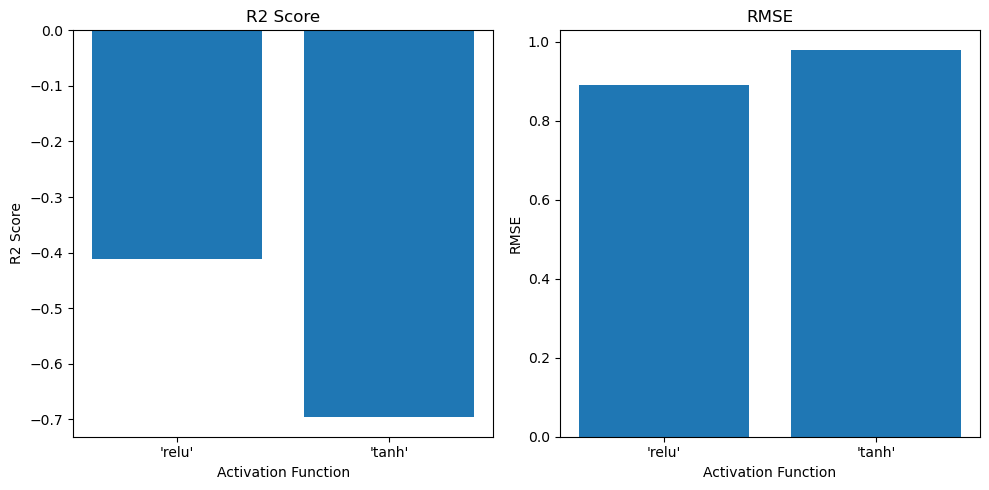 R2 Score
0.0
−0.1
−0.2
−0.3
−0.4
−0.5
−0.6
−0.7
R2 Score
'relu'
'tanh'
Activation Function
RMSE
1.0
0.8
0.6
0.4
0.2
0.0
RMSE
'relu'
'tanh'
Activation Function